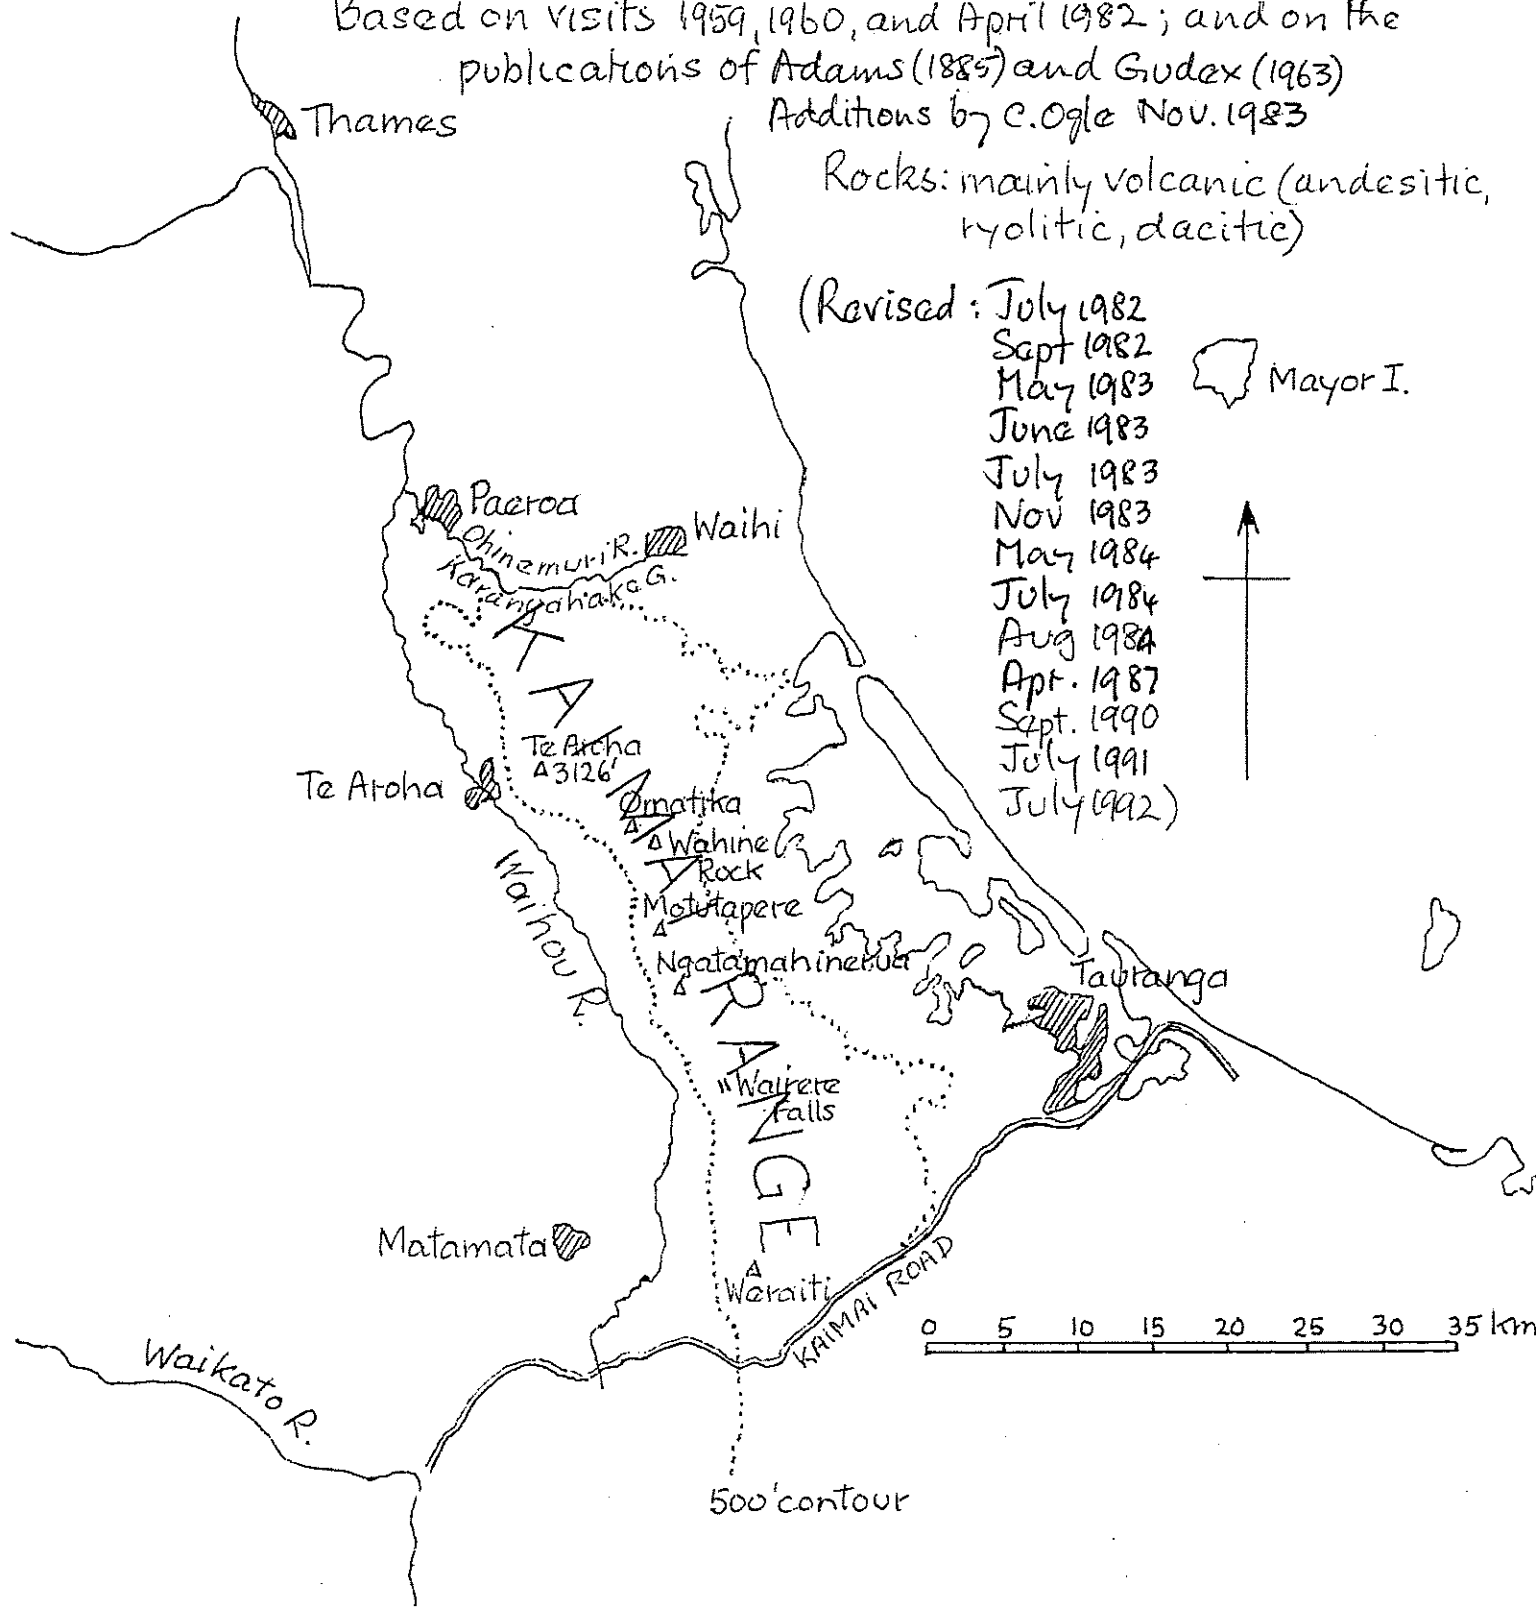 Based on visits 1959, 1960, and April 1982; and on the
publications of Adams (1885) and Gudex (1963)
Additions by C. Ogle Nov. 1983
Thames
Rocks: mainly volcanic (andesitic,
ryolitic, dacitic)
(Revised: July 1982
Sept 1982
May 1983
June 1983
July 1983
Nov 1983
May 1984
July 1984
Aug 1984
Apr. 1987
Sept. 1990
July 1991
July 1992)
Mayor I.
Paeroa
Ohinemuri R.
Waihi
Karangahaka G.
KAIMAI RANGE
Te Aroha
Δ3126'
Te Aroha
Omatika
Wahine
Rock
Motutapere
Ngatamahinerua
Waihou R.
Tauranga
Wairere
Falls
Matamata
Weraiti
KAIMAI ROAD
0 5 10 15 20 25 30 35 km
Waikato R.
500' contour